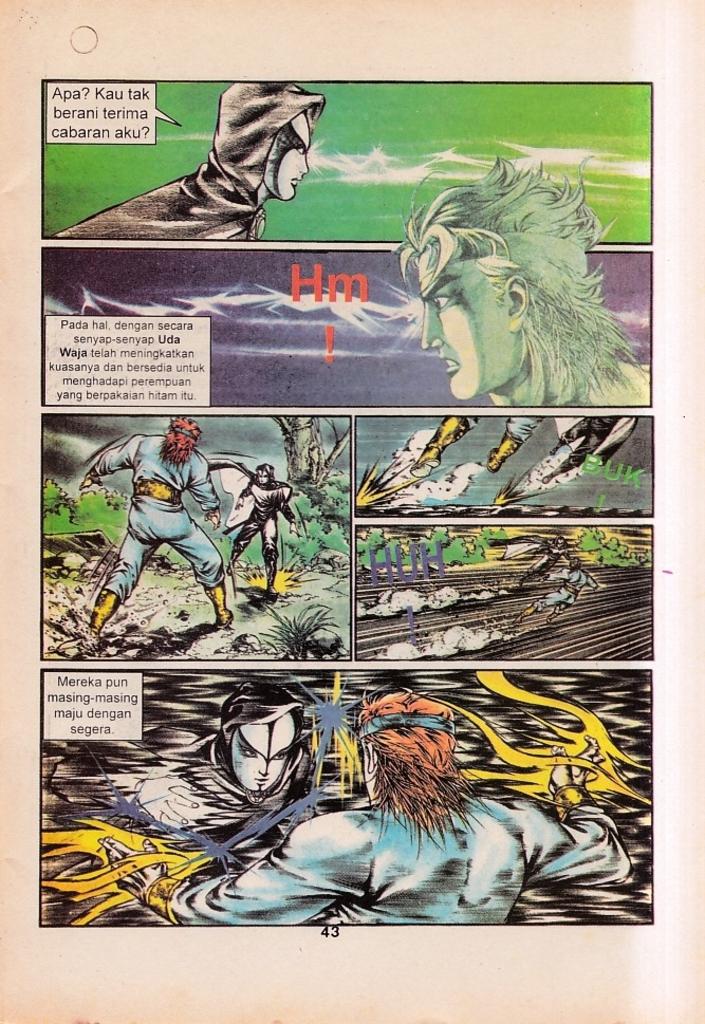 Apa? Kau tak
berani terima
cabaran aku?
Hm
!
Pada hal, dengan secara
senyap-senyap Uda
Waja telah meningkatkan
kuasanya dan bersedia untuk
menghadapi perempuan
yang berpakaian hitam itu.
BUK
!
HUH
!
Mereka pun
masing-masing
maju dengan
segera.
43